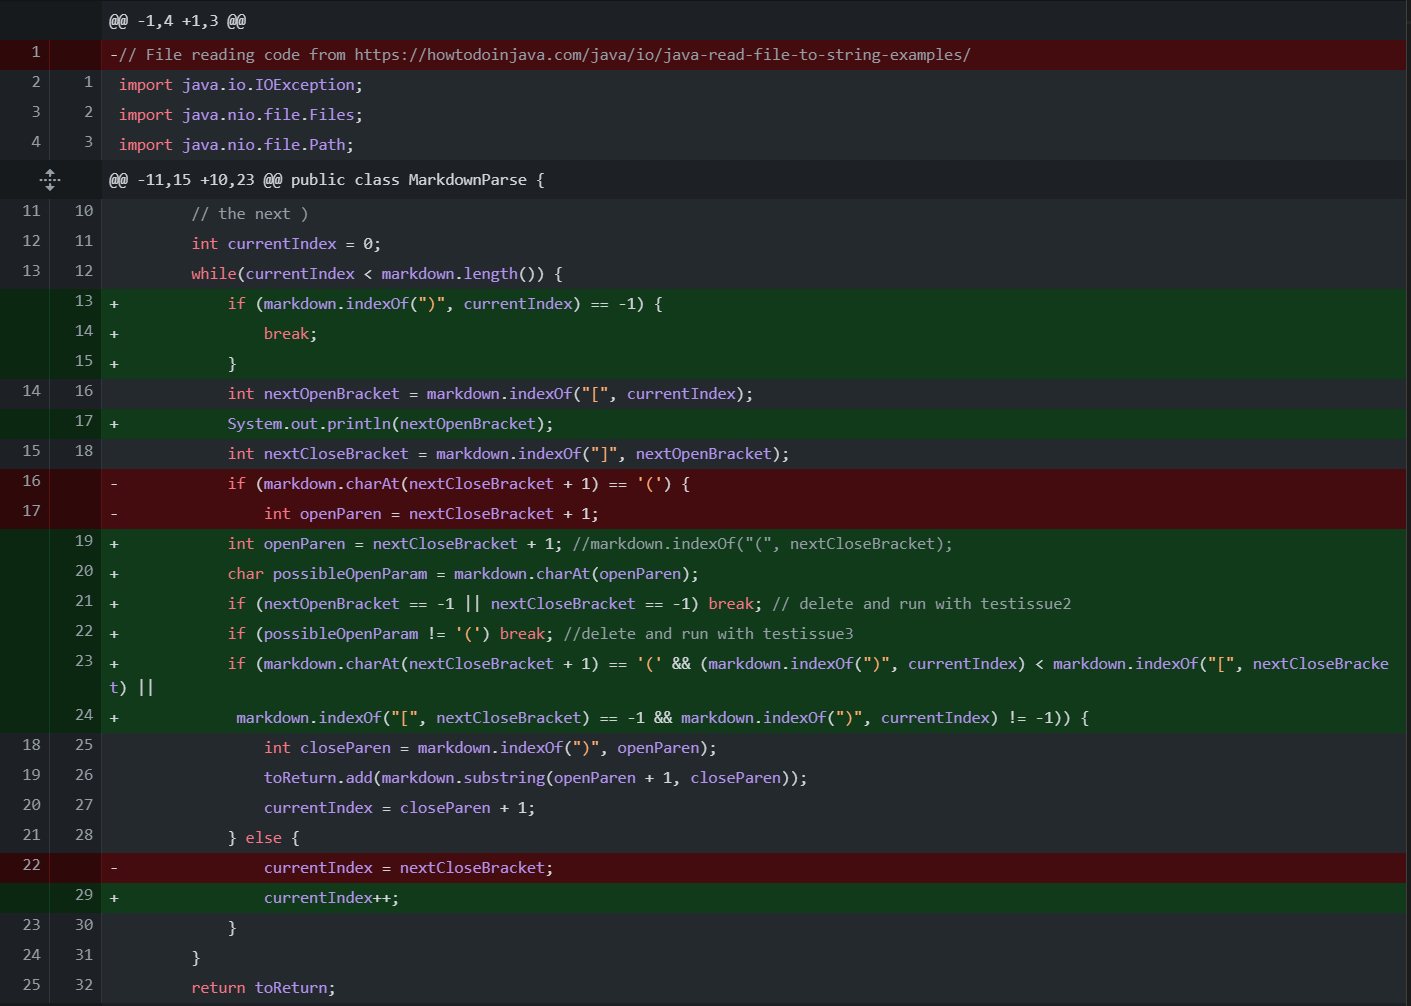 @@ -1,4 +1,3 @@
1 -// File reading code from https://howtodoinjava.com/java/io/java-read-file-to-string-examples/
2 1 import java.io.IOException;
3 2 import java.nio.file.Files;
4 3 import java.nio.file.Path;
@@ -11,15 +10,23 @@ public class MarkdownParse {
11 10 // the next )
12 11 int currentIndex = 0;
13 12 while(currentIndex < markdown.length()) {
13 + if (markdown.indexOf(")", currentIndex) == -1) {
14 + break;
15 + }
14 16 int nextOpenBracket = markdown.indexOf("[", currentIndex);
17 + System.out.println(nextOpenBracket);
15 18 int nextCloseBracket = markdown.indexOf("]", nextOpenBracket);
16 - if (markdown.charAt(nextCloseBracket + 1) == '(') {
17 - int openParen = nextCloseBracket + 1;
19 + int openParen = nextCloseBracket + 1; //markdown.indexOf("(", nextCloseBracket);
20 + char possibleOpenParam = markdown.charAt(openParen);
21 + if (nextOpenBracket == -1 || nextCloseBracket == -1) break; // delete and run with testissue2
22 + if (possibleOpenParam != '(') break; //delete and run with testissue3
23 + if (markdown.charAt(nextCloseBracket + 1) == '(' && (markdown.indexOf(")", currentIndex) < markdown.indexOf("[", nextCloseBracke
t) ||
24 + markdown.indexOf("[", nextCloseBracket) == -1 && markdown.indexOf(")", currentIndex) != -1)) {
18 25 int closeParen = markdown.indexOf(")", openParen);
19 26 toReturn.add(markdown.substring(openParen + 1, closeParen));
20 27 currentIndex = closeParen + 1;
21 28 } else {
22 - currentIndex = nextCloseBracket;
29 + currentIndex++;
23 30 }
24 31 }
25 32 return toReturn;